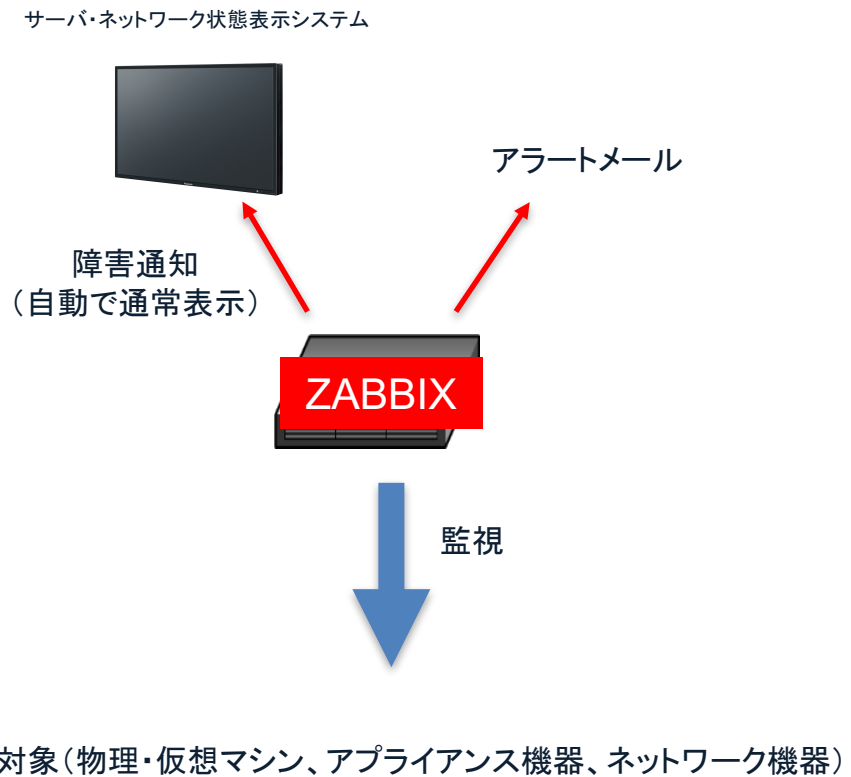 サーバ・ネットワーク状態表示システム
アラートメール
障害通知
（自動で通常表示）
ZABBIX
監視
対象（物理・仮想マシン、アプライアンス機器、ネットワーク機器）